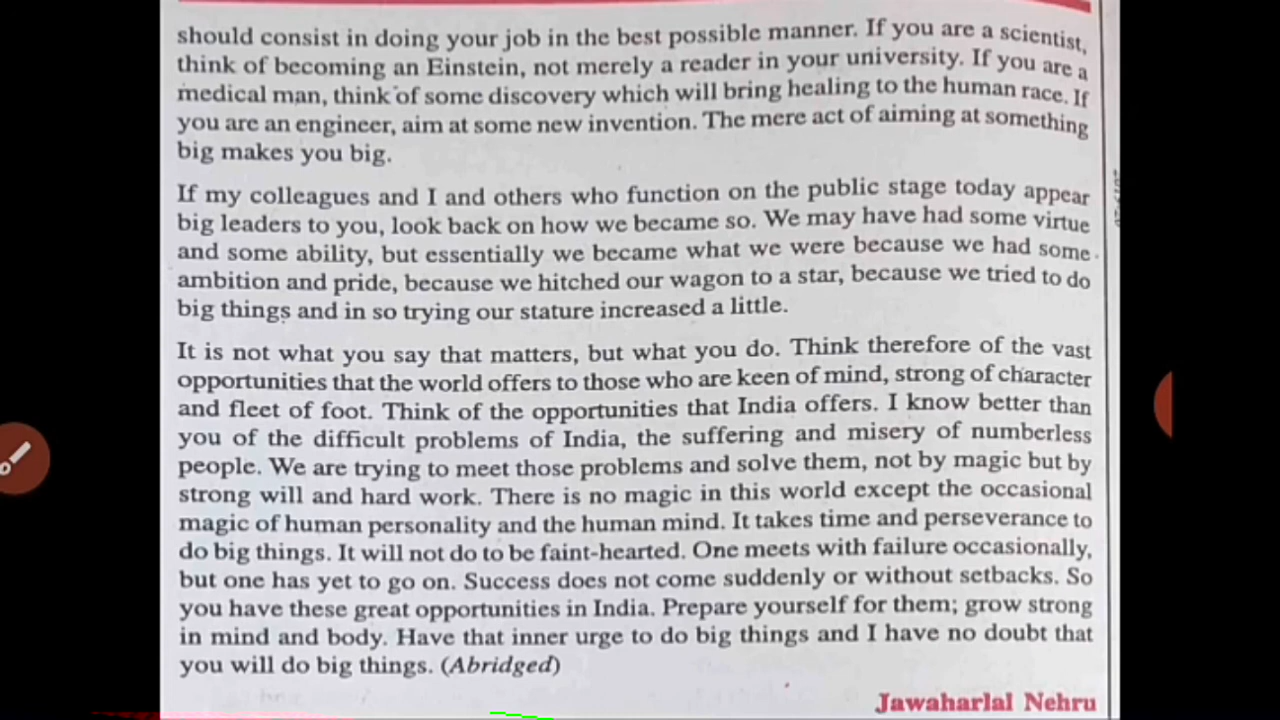 should consist in doing your job in the best possible manner. If you are a scientist,
think of becoming an Einstein, not merely a reader in your university. If you are a
medical man, think of some discovery which will bring healing to the human race. If
you are an engineer, aim at some new invention. The mere act of aiming at something
big makes you big.
If my colleagues and I and others who function on the public stage today appear
big leaders to you, look back on how we became so. We may have had some virtue
and some ability, but essentially we became what we were because we had some
ambition and pride, because we hitched our wagon to a star, because we tried to do
big things and in so trying our stature increased a little.
It is not what you say that matters, but what you do. Think therefore of the vast
opportunities that the world offers to those who are keen of mind, strong of character
and fleet of foot. Think of the opportunities that India offers. I know better than
you of the difficult problems of India, the suffering and misery of numberless
people. We are trying to meet those problems and solve them, not by magic but by
strong will and hard work. There is no magic in this world except the occasional
magic of human personality and the human mind. It takes time and perseverance to
do big things. It will not do to be faint-hearted. One meets with failure occasionally,
but one has yet to go on. Success does not come suddenly or without setbacks. So
you have these great opportunities in India. Prepare yourself for them; grow strong
in mind and body. Have that inner urge to do big things and I have no doubt that
you will do big things. (Abridged)
Jawaharlal Nehru